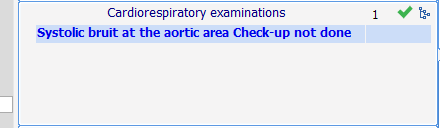 Cardiorespiratory examinations 1
Systolic bruit at the aortic area Check-up not done